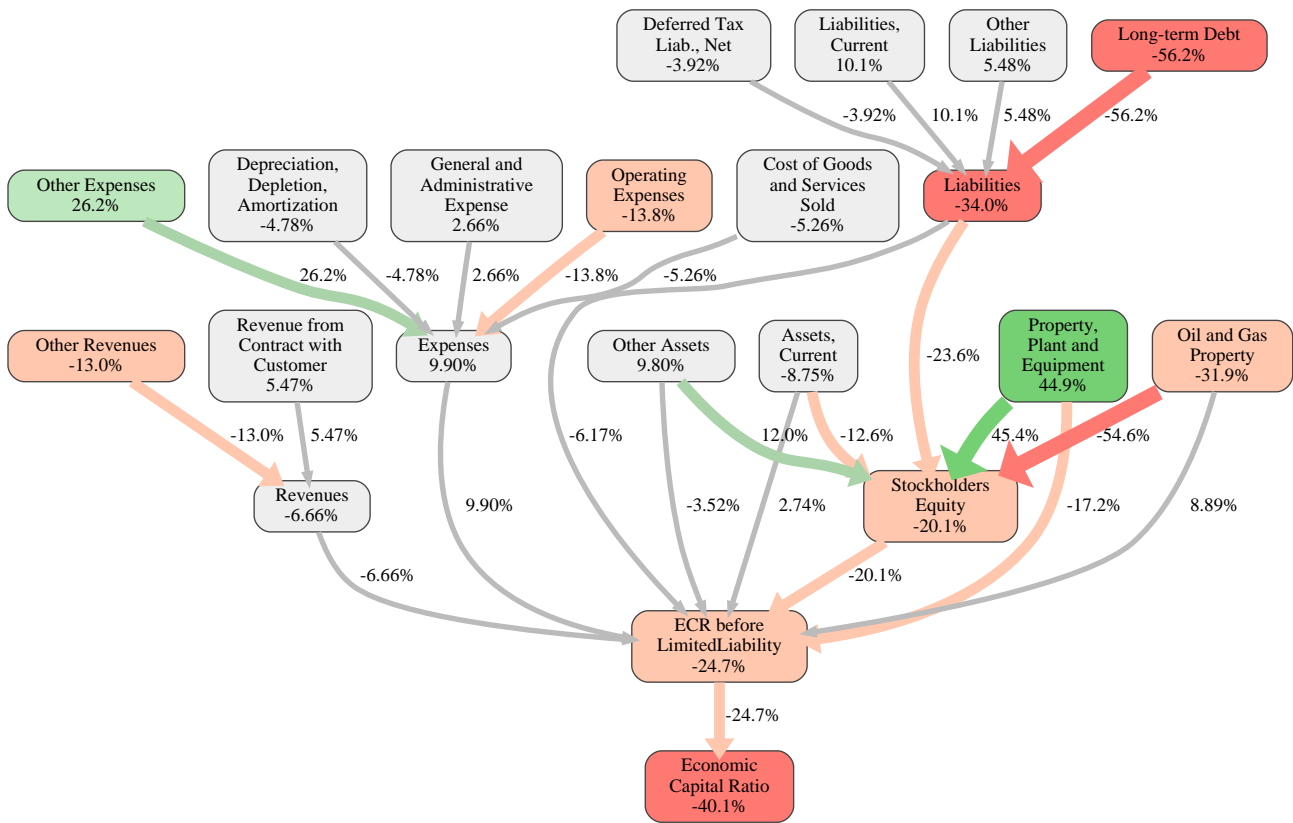 Deferred Tax
Liab., Net
-3.92%
Liabilities,
Current
10.1%
Other
Liabilities
5.48%
Long-term Debt
-56.2%
-3.92%
10.1%
5.48%
-56.2%
Other Expenses
26.2%
Depreciation,
Depletion,
Amortization
-4.78%
General and
Administrative
Expense
2.66%
Operating
Expenses
-13.8%
Cost of Goods
and Services
Sold
-5.26%
Liabilities
-34.0%
26.2%
-4.78%
2.66%
-13.8%
-5.26%
Other Revenues
-13.0%
Revenue from
Contract with
Customer
5.47%
Expenses
9.90%
Other Assets
9.80%
Assets,
Current
-8.75%
-23.6%
Property,
Plant and
Equipment
44.9%
Oil and Gas
Property
-31.9%
-13.0%
5.47%
-6.17%
12.0%
-12.6%
45.4%
-54.6%
Revenues
-6.66%
9.90%
-3.52%
2.74%
Stockholders
Equity
-20.1%
-17.2%
8.89%
-6.66%
-20.1%
ECR before
LimitedLiability
-24.7%
-24.7%
Economic
Capital Ratio
-40.1%